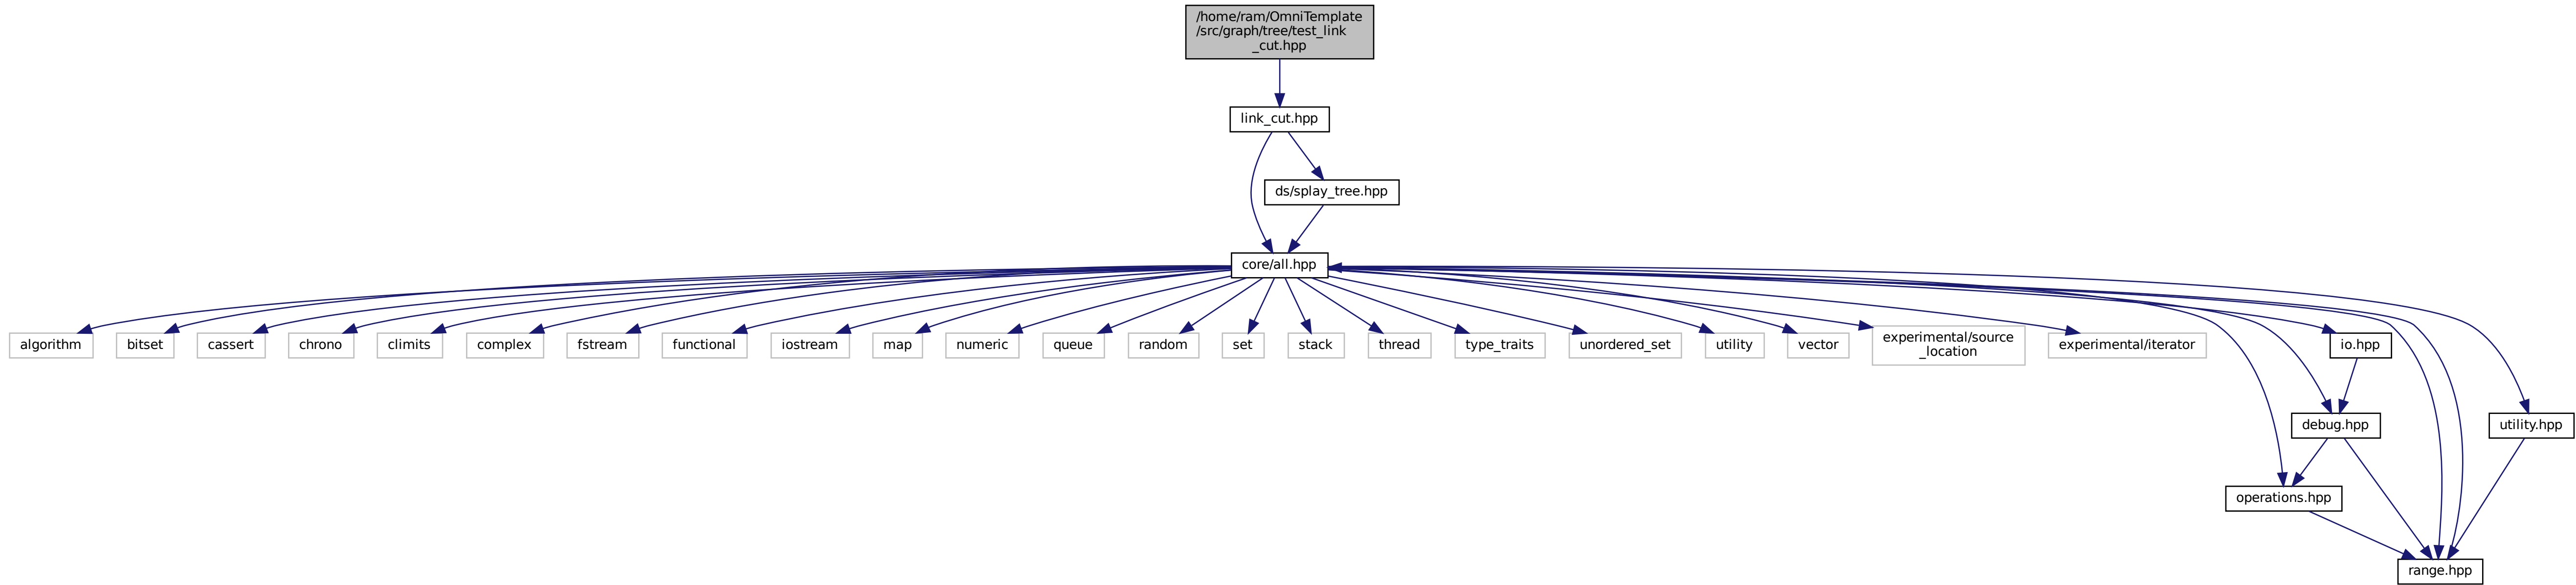 /home/ram/OmniTemplate
/src/graph/tree/test_link
_cut.hpp
link_cut.hpp
ds/splay_tree.hpp
core/all.hpp
algorithm
bitset
cassert
chrono
climits
complex
fstream
functional
iostream
map
numeric
queue
random
set
stack
thread
type_traits
unordered_set
utility
vector
experimental/source
_location
experimental/iterator
io.hpp
debug.hpp
utility.hpp
operations.hpp
range.hpp